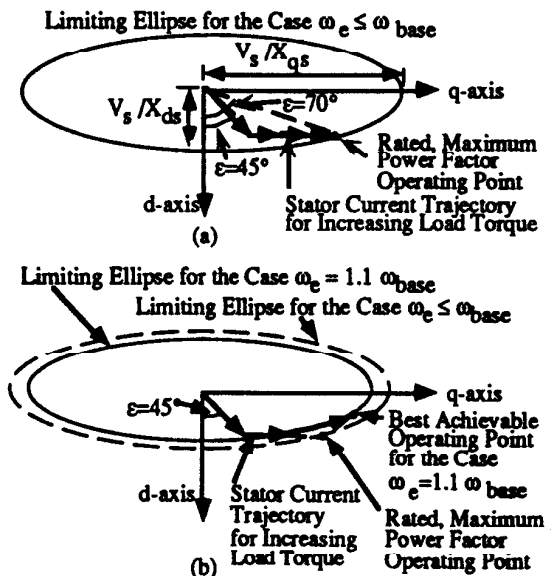 Limiting Ellipse for the Case ωe ≤ ω base
Vs /Xqs
q-axis
Vs /Xds
ε=70°
ε=45°
Rated, Maximum
Power Factor
Operating Point
Stator Current Trajectory
for Increasing Load Torque
d-axis
(a)
Limiting Ellipse for the Case ωe = 1.1 ωbase
Limiting Ellipse for the Case ωe ≤ ωbase
ε=45°
q-axis
Best Achievable
Operating Point
for the Case
ωe=1.1 ω base
d-axis
Stator Current
Trajectory
for Increasing
Load Torque
Rated, Maximum
Power Factor
Operating Point
(b)